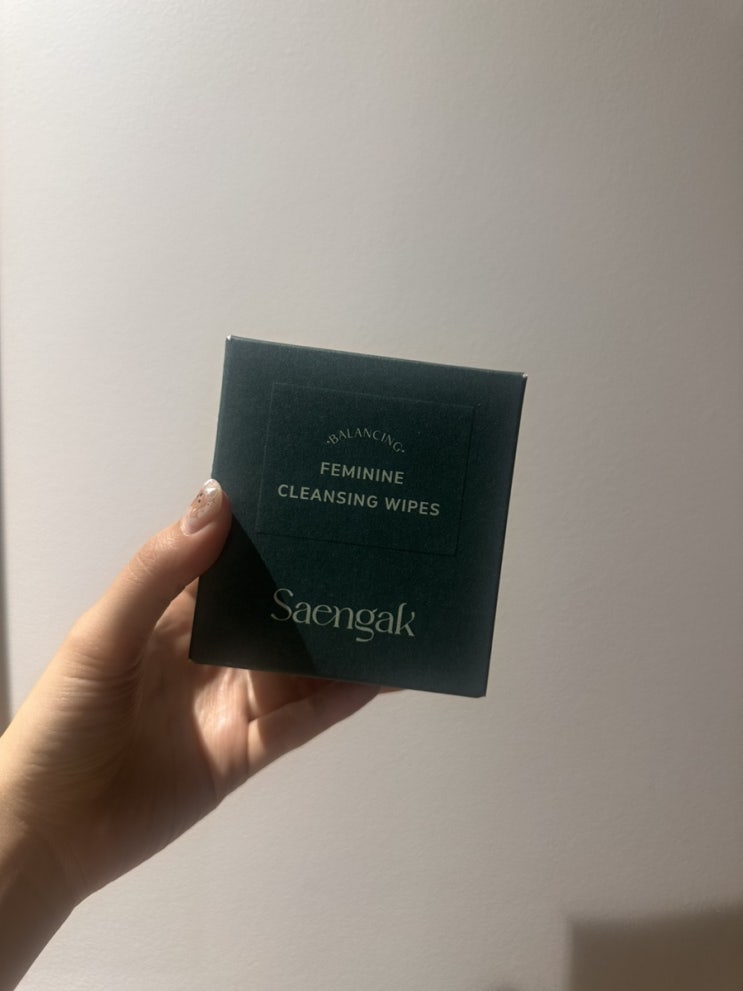 ·BALANCING·
FEMININE
CLEANSING WIPES
Saengak